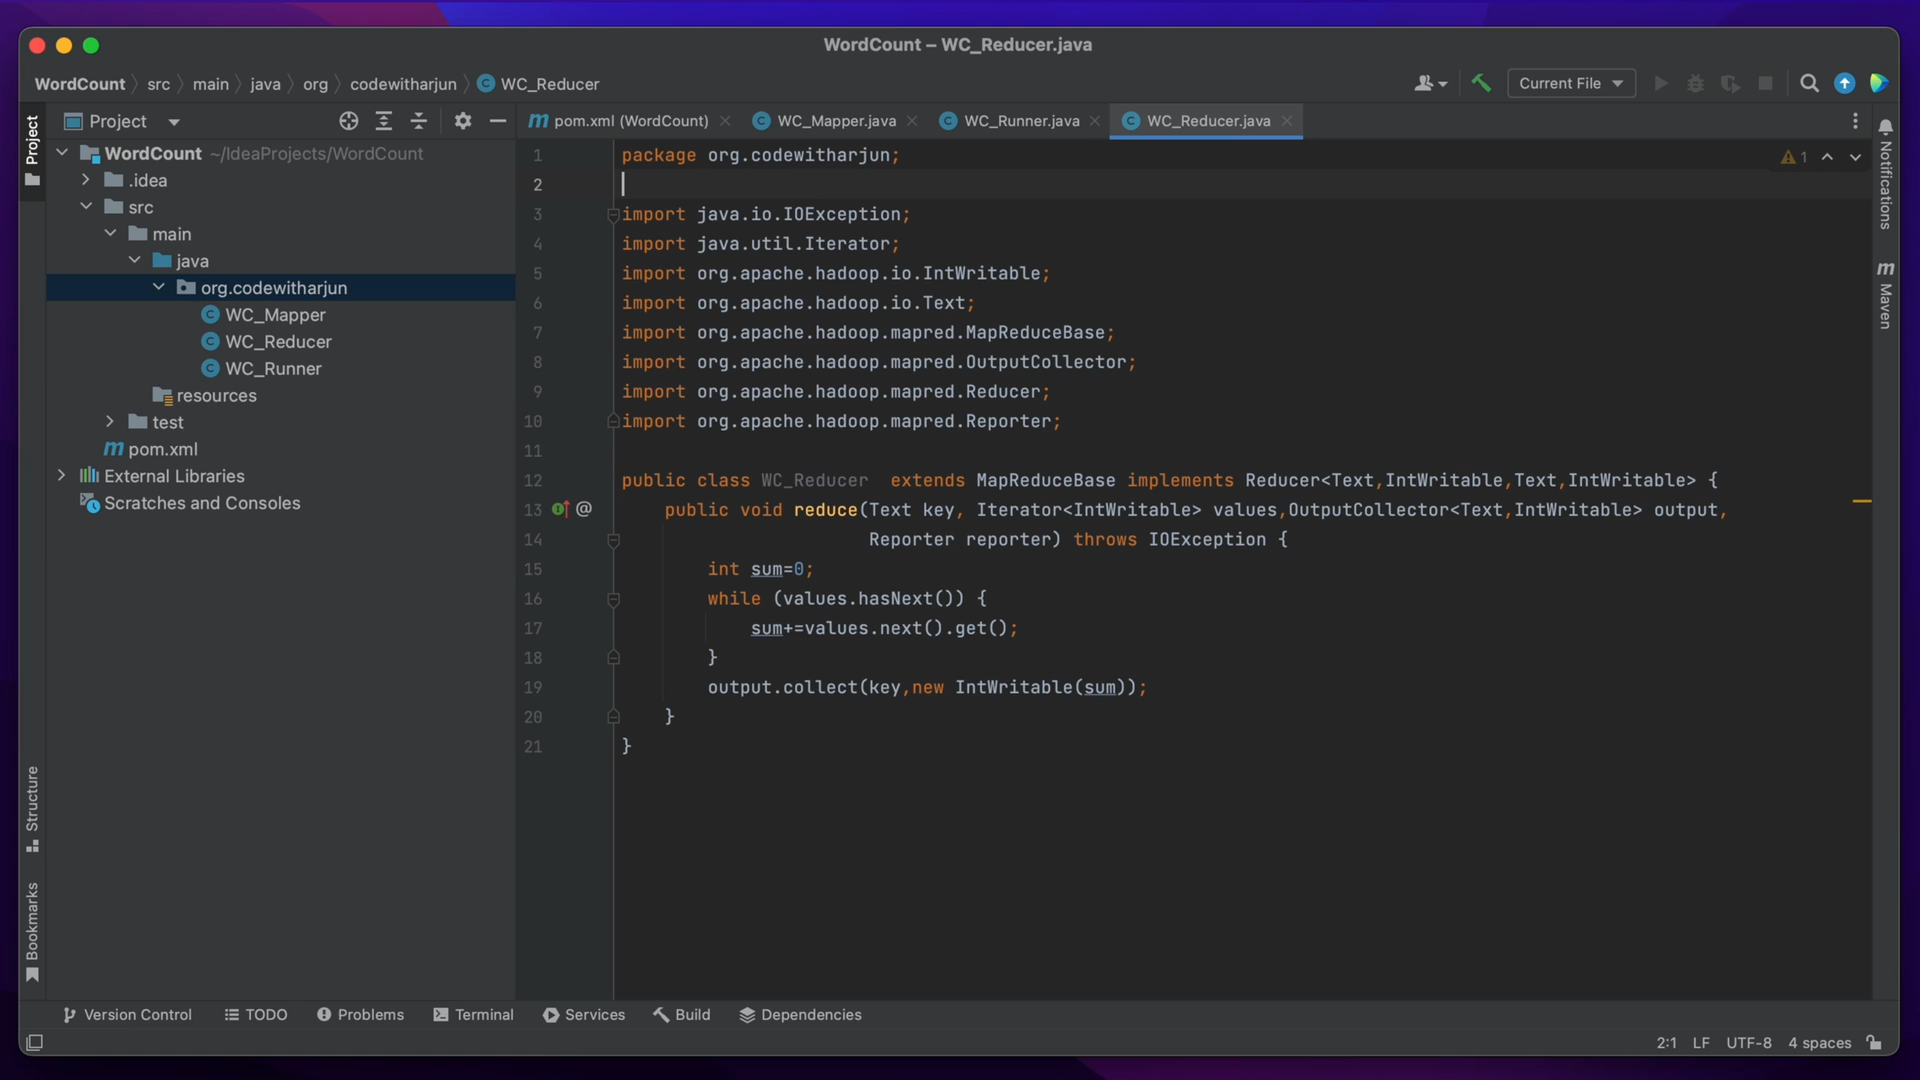 WordCount – WC_Reducer.java
WordCount src main java org codewitharjun WC_Reducer
Current File
Project
Project
WordCount ~/IdeaProjects/WordCount
.idea
src
main
java
org.codewitharjun
WC_Mapper
WC_Reducer
WC_Runner
resources
test
pom.xml
External Libraries
Scratches and Consoles
Structure
Bookmarks
pom.xml (WordCount) WC_Mapper.java WC_Runner.java WC_Reducer.java
1
1 package org.codewitharjun;
2
3 import java.io.IOException;
4 import java.util.Iterator;
5 import org.apache.hadoop.io.IntWritable;
6 import org.apache.hadoop.io.Text;
7 import org.apache.hadoop.mapred.MapReduceBase;
8 import org.apache.hadoop.mapred.OutputCollector;
9 import org.apache.hadoop.mapred.Reducer;
10 import org.apache.hadoop.mapred.Reporter;
11
12 public class WC_Reducer  extends MapReduceBase implements Reducer<Text,IntWritable,Text,IntWritable> {
13 @ public void reduce(Text key, Iterator<IntWritable> values,OutputCollector<Text,IntWritable> output,
14 Reporter reporter) throws IOException {
15 int sum=0;
16 while (values.hasNext()) {
17 sum+=values.next().get();
18 }
19 output.collect(key,new IntWritable(sum));
20 }
21 }
Notifications
Maven
Version Control TODO Problems Terminal Services Build Dependencies
2:1 LF UTF-8 4 spaces